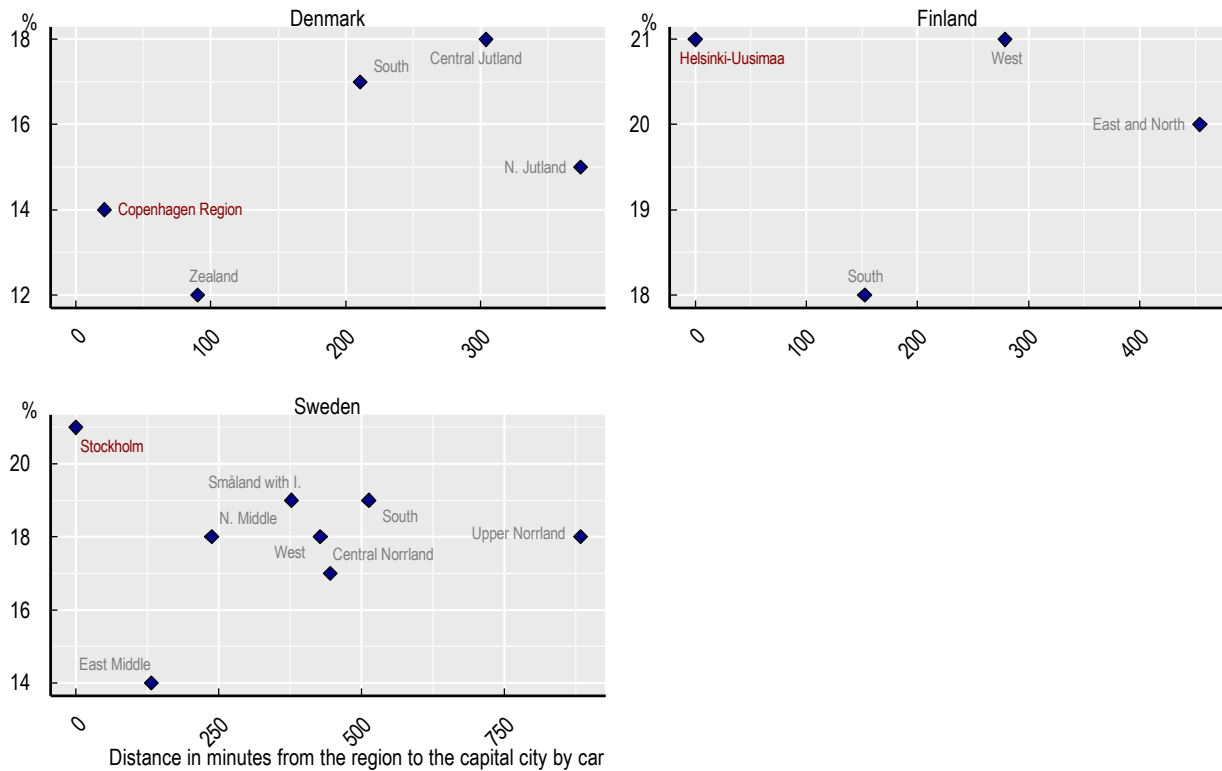 Denmark
%
18
16
14
12
Central Jutland
South
N. Jutland
Copenhagen Region
Zealand
0
100
200
300
Finland
%
21
20
19
18
Helsinki-Uusimaa
West
East and North
South
0
100
200
300
400
Sweden
%
20
18
16
14
Stockholm
Småland with I.
N. Middle
South
West
Central Norrland
Upper Norrland
East Middle
0
250
500
750
Distance in minutes from the region to the capital city by car